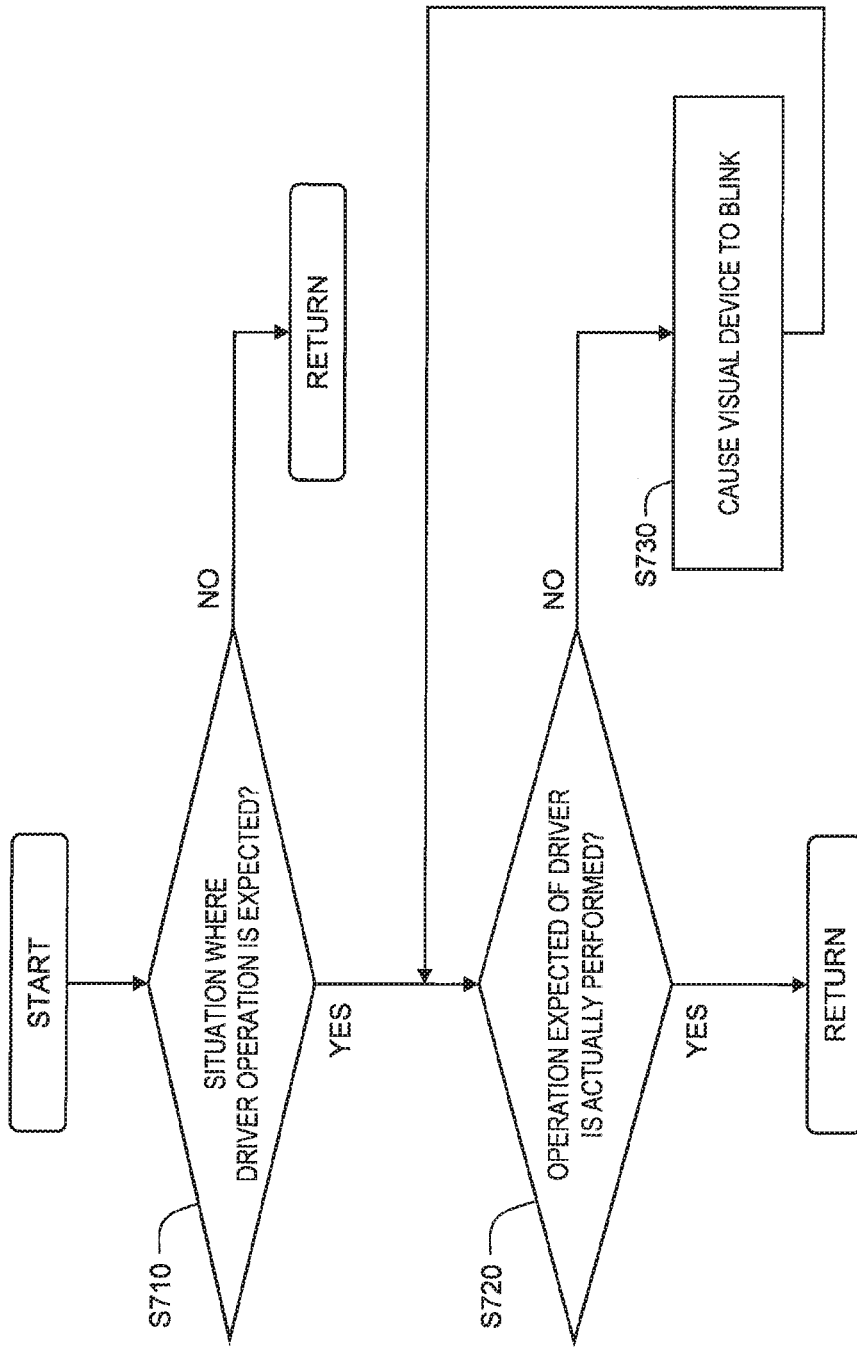 START
S710
SITUATION WHERE
DRIVER OPERATION IS EXPECTED?
NO
RETURN
YES
S720
OPERATION EXPECTED OF DRIVER
IS ACTUALLY PERFORMED?
NO
S730
CAUSE VISUAL DEVICE TO BLINK
YES
RETURN